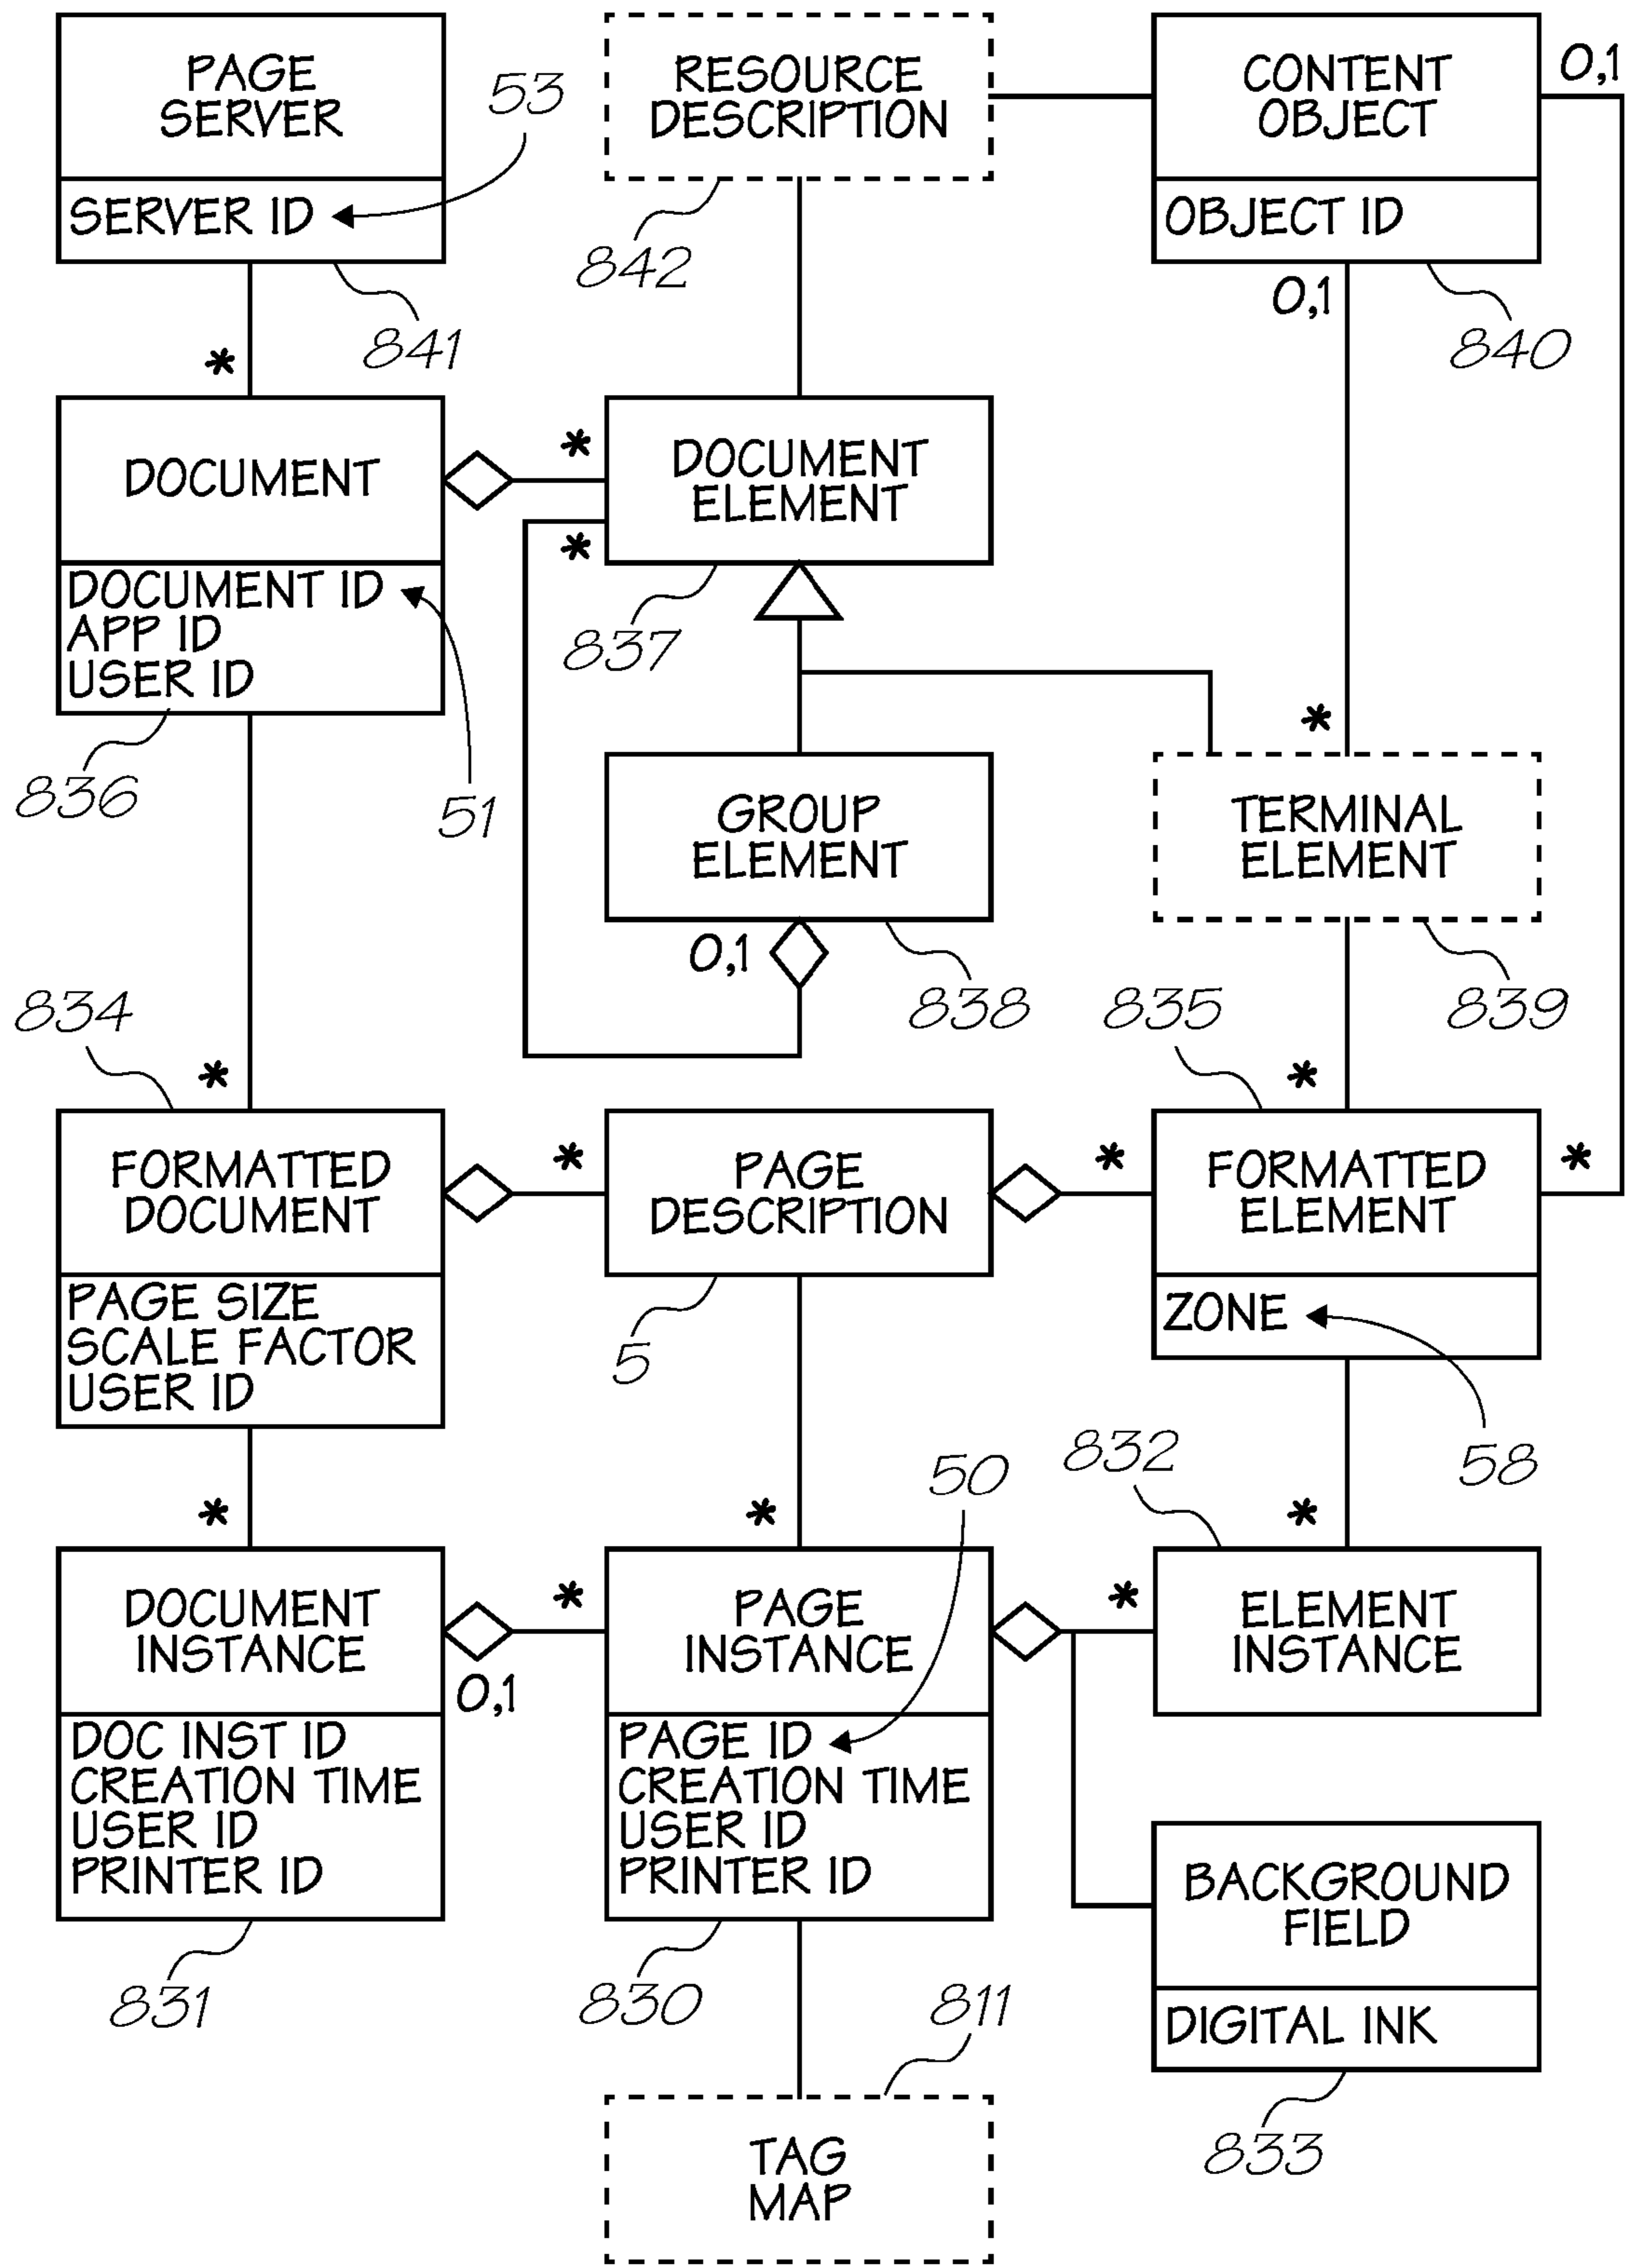 PAGE
SERVER
SERVER ID
53
841
RESOURCE
DESCRIPTION
842
CONTENT
OBJECT
OBJECT ID
0,1
0,1
840
*
DOCUMENT
DOCUMENT ID
APP ID
USER ID
836
51
*
DOCUMENT
ELEMENT
*
837
GROUP
ELEMENT
0,1
838
*
TERMINAL
ELEMENT
839
834
*
FORMATTED
DOCUMENT
PAGE SIZE
SCALE FACTOR
USER ID
*
PAGE
DESCRIPTION
5
835
*
*
FORMATTED
ELEMENT
*
ZONE
58
*
DOCUMENT
INSTANCE
0,1
DOC INST ID
CREATION TIME
USER ID
PRINTER ID
831
*
*
50
PAGE
INSTANCE
PAGE ID
CREATION TIME
USER ID
PRINTER ID
830
832
*
*
ELEMENT
INSTANCE
BACKGROUND
FIELD
DIGITAL INK
833
811
TAG
MAP